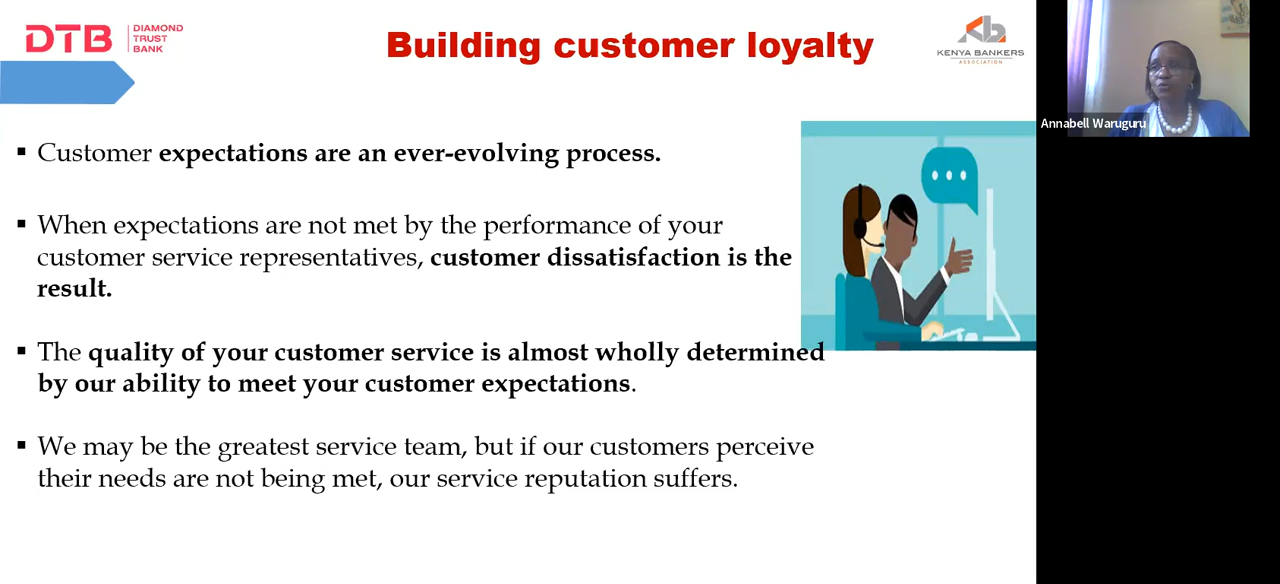 DTB
DIAMOND
TRUST
BANK
Building customer loyalty
KENYA BANKERS
ASSOCIATION
Annabell Waruguru
▪ Customer expectations are an ever-evolving process.
▪ When expectations are not met by the performance of your
customer service representatives, customer dissatisfaction is the
result.
▪ The quality of your customer service is almost wholly determined
by our ability to meet your customer expectations.
▪ We may be the greatest service team, but if our customers perceive
their needs are not being met, our service reputation suffers.